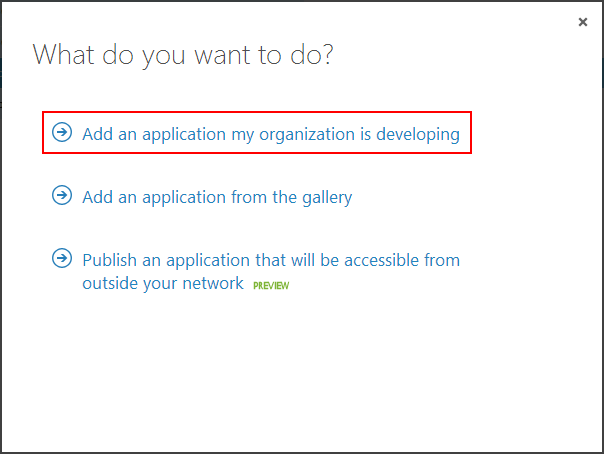 What do you want to do?
Add an application my organization is developing
Add an application from the gallery
Publish an application that will be accessible from
outside your network PREVIEW